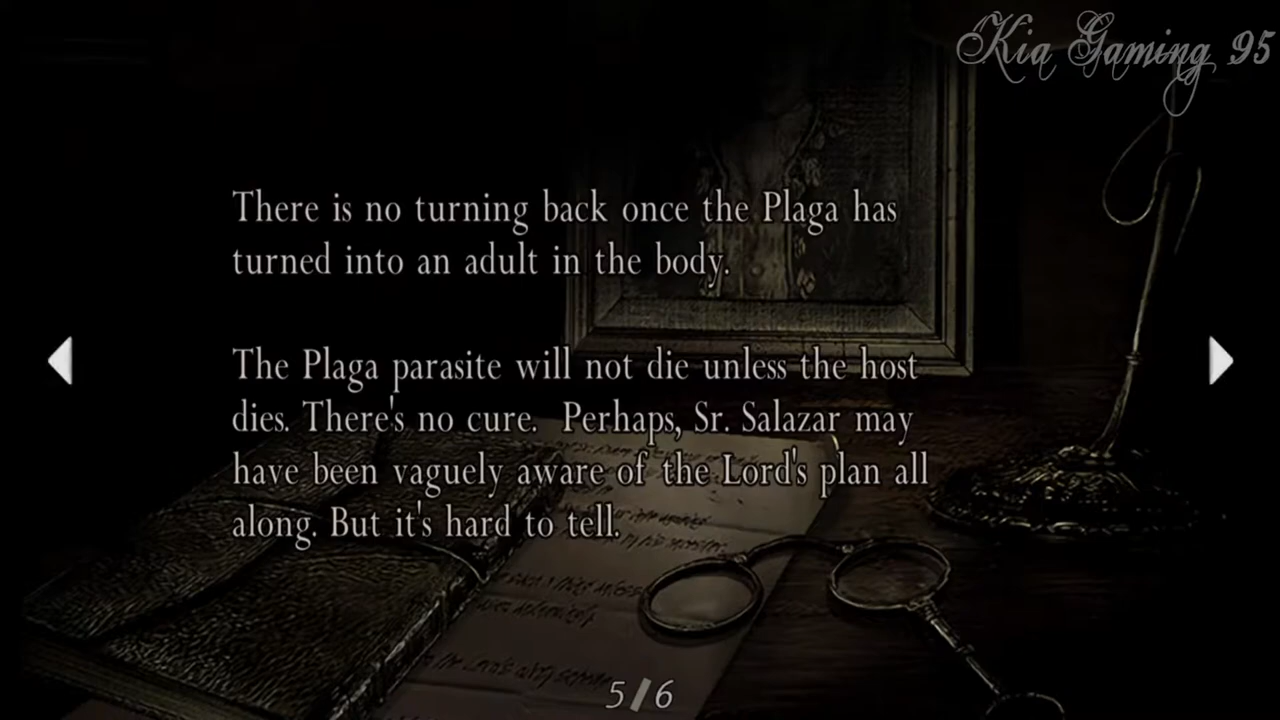 Kia Gaming 95
There is no turning back once the Plaga has
turned into an adult in the body.
The Plaga parasite will not die unless the host
dies. There's no cure.  Perhaps, Sr. Salazar may
have been vaguely aware of the Lord's plan all
along. But it's hard to tell.
5/6